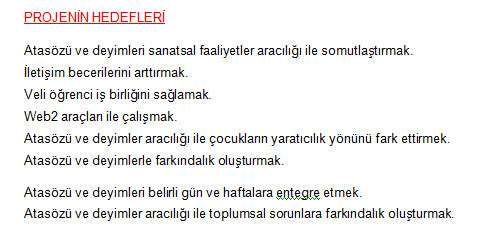 PROJENİN HEDEFLERİ
Atasözü ve deyimleri sanatsal faaliyetler aracılığı ile somutlaştırmak.
İletişim becerilerini arttırmak.
Veli öğrenci iş birliğini sağlamak.
Web2 araçları ile çalışmak.
Atasözü ve deyimler aracılığı ile çocukların yaratıcılık yönünü fark ettirmek.
Atasözü ve deyimlerle farkındalık oluşturmak.
Atasözü ve deyimleri belirli gün ve haftalara entegre etmek.
Atasözü ve deyimler aracılığı ile toplumsal sorunlara farkındalık oluşturmak.